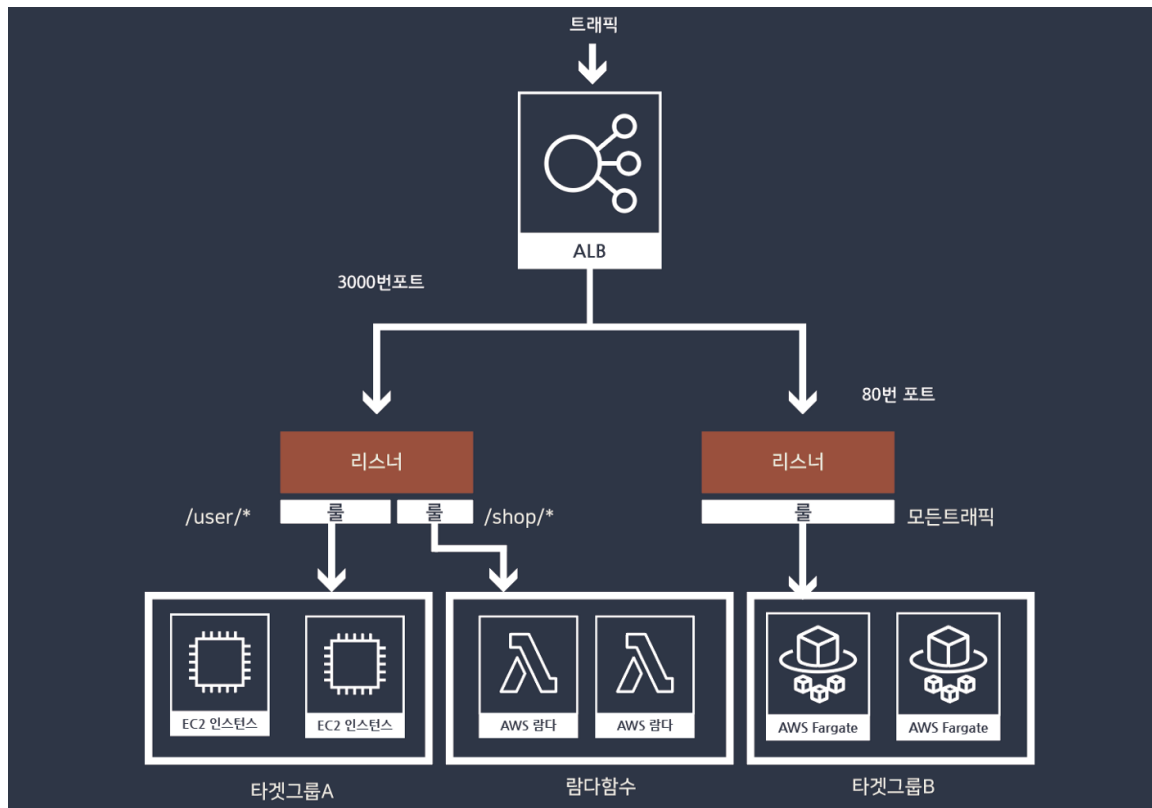 트래픽
ALB
3000번포트
80번 포트
리스너
리스너
/user/*
룰
룰
/shop/*
룰
모든트래픽
EC2 인스턴스
EC2 인스턴스
AWS 람다
AWS 람다
AWS Fargate
AWS Fargate
타겟그룹A
람다함수
타겟그룹B